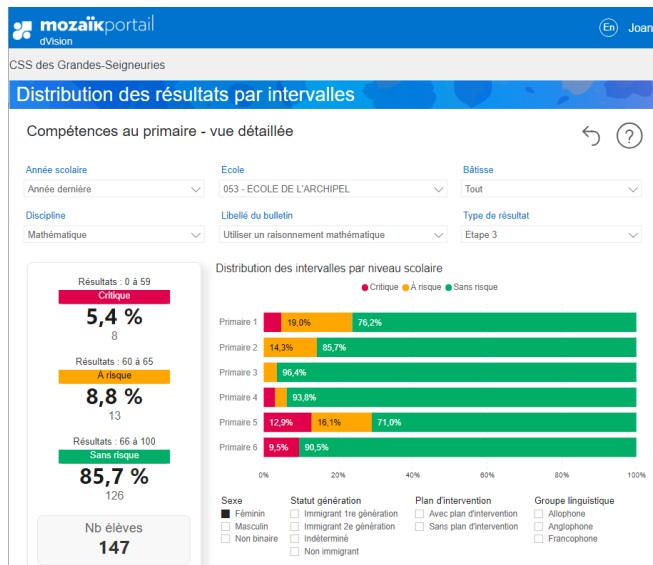 mozaïkportail
dVision
En Joan
CSS des Grandes-Seigneuries
Distribution des résultats par intervalles
Compétences au primaire - vue détaillée
?
Année scolaire
Année dernière
École
053 - ECOLE DE L'ARCHIPEL
Bâtisse
Tout
Discipline
Mathématique
Libellé du bulletin
Utiliser un raisonnement mathématique
Type de résultat
Étape 3
Résultats : 0 à 59
Critique
5,4 %
8
Résultats : 60 à 65
À risque
8,8 %
13
Résultats : 66 à 100
Sans risque
85,7 %
126
Nb élèves
147
Distribution des intervalles par niveau scolaire
Critique À risque Sans risque
Primaire 1 19,0% 76,2%
Primaire 2 14,3% 85,7%
Primaire 3 96,4%
Primaire 4 93,8%
Primaire 5 12,9% 16,1% 71,0%
Primaire 6 9,5% 90,5%
0% 20% 40% 60% 80% 100%
Sexe
Féminin
Masculin
Non binaire
Statut génération
Immigrant 1re génération
Immigrant 2e génération
Indéterminé
Non immigrant
Plan d'intervention
Avec plan d'intervention
Sans plan d'intervention
Groupe linguistique
Allophone
Anglophone
Francophone